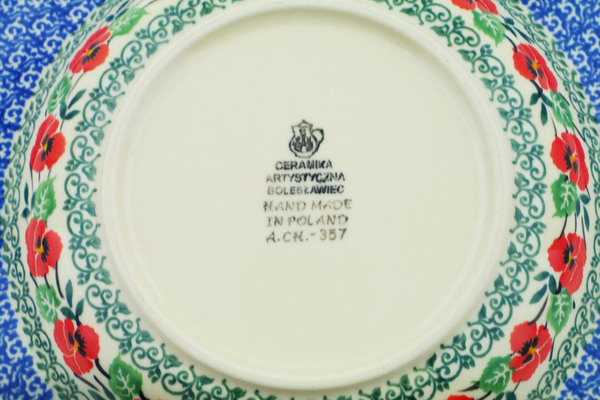 CERAMIKA
ARTYSTYCZNA
BOLESŁAWIEC
HAND MADE
IN POLAND
A.CH.-357